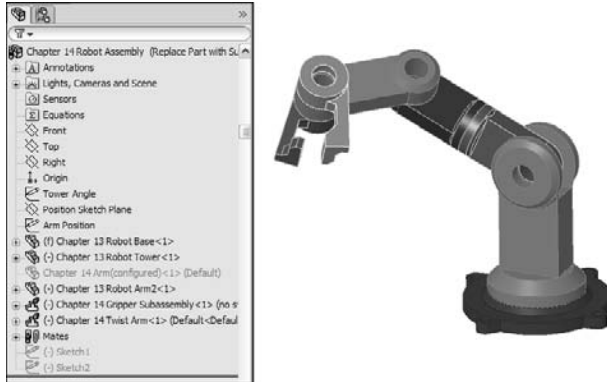 Chapter 14 Robot Assembly (Replace Part with Su
Annotations
Lights, Cameras and Scene
Sensors
Equations
Front
Top
Right
Origin
Tower Angle
Position Sketch Plane
Arm Position
(f) Chapter 13 Robot Base<1>
(-) Chapter 13 Robot Tower<1>
Chapter 14 Arm(configured)<1> (Default)
(-) Chapter 13 Robot Arm2<1>
(-) Chapter 14 Gripper Subassembly<1> (no s
(-) Chapter 14 Twist Arm<1> (Default<Defaul
Mates
(-) Sketch1
(-) Sketch2